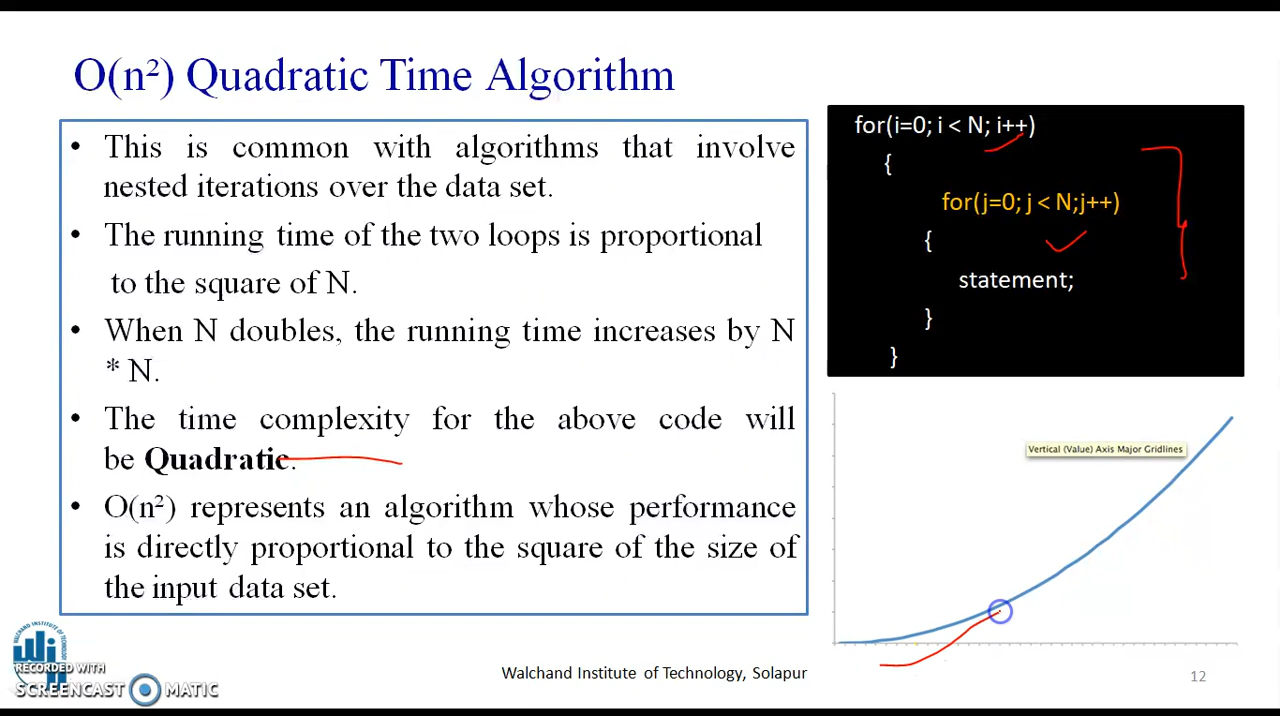 O(n²) Quadratic Time Algorithm
• This is common with algorithms that involve
nested iterations over the data set.
• The running time of the two loops is proportional
to the square of N.
• When N doubles, the running time increases by N
* N.
• The time complexity for the above code will
be Quadratic.
• O(n²) represents an algorithm whose performance
is directly proportional to the square of the size of
the input data set.
for(i=0; i < N; i++)
{
for(j=0; j < N;j++)
{
statement;
}
}
Vertical (Value) Axis Major Gridlines
RECORDED WITH
SCREENCAST MATIC
Walchand Institute of Technology, Solapur
12